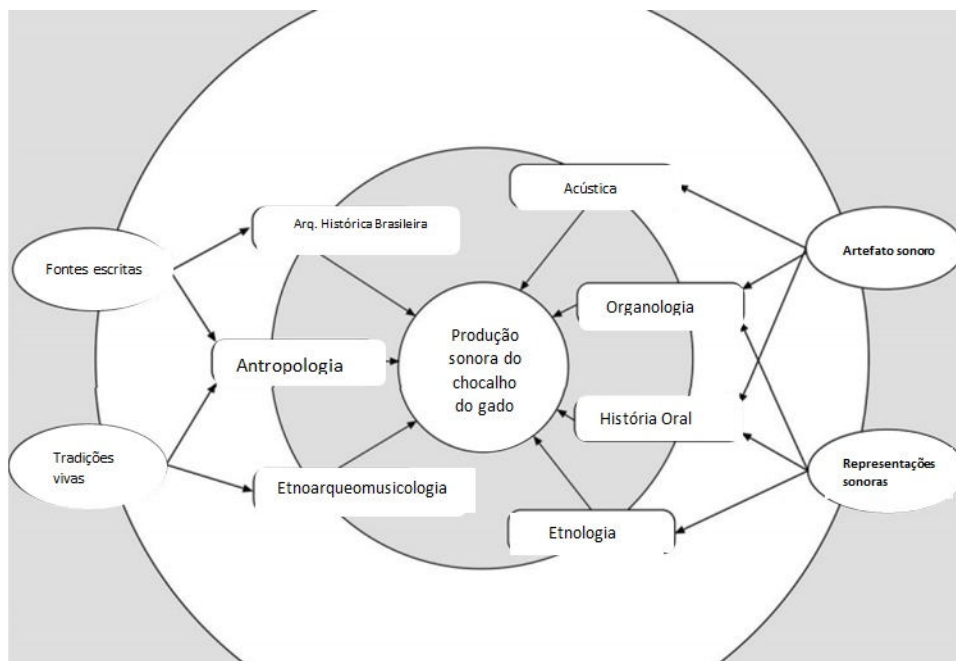 Acústica
Arq. Histórica Brasileira
Fontes escritas
Artefato sonoro
Organologia
Produção
sonora do
chocalho
do gado
Antropologia
História Oral
Tradições
vivas
Representações
sonoras
Etnoarqueomusicologia
Etnologia